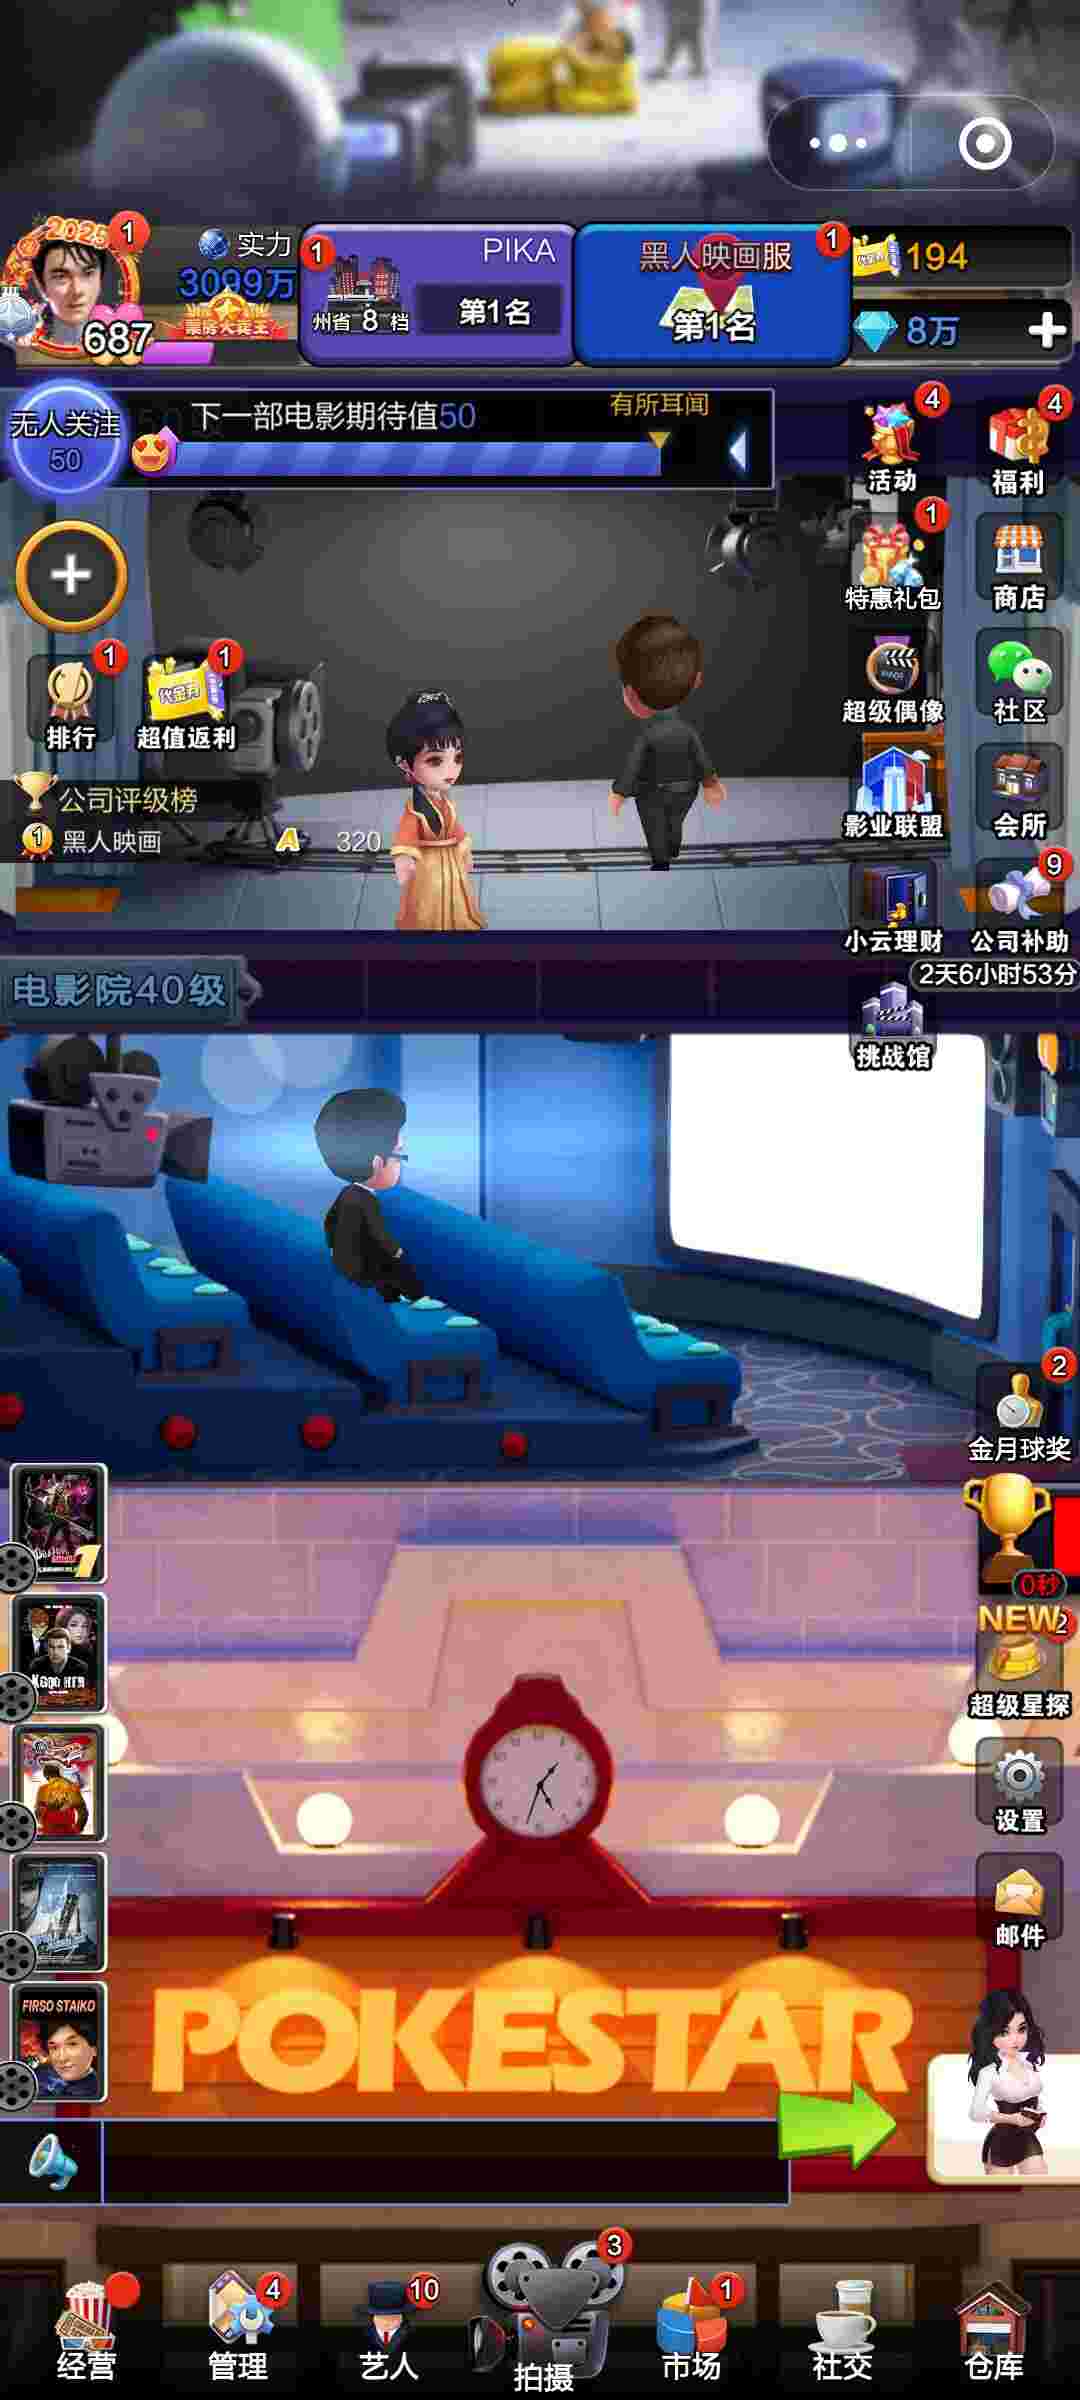 2025
1
实力
3099万
票房大卖王
687
1
PIKA
州省 8 档
第1名
黑人映画服
1
第1名
代金券
194
8万
无人关注
50
下一部电影期待值50
有所耳闻
4
活动
4
福利
1
特惠礼包
商店
1
排行
1
代金券
超值返利
超级偶像
社区
公司评级榜
1
黑人映画
A
320
影业联盟
会所
小云理财
9
公司补助
2天6小时53分
电影院40级
挑战馆
2
金月球奖
1
0秒
NEW
2
超级星探
设置
邮件
FIRSO STAIKO
POKESTAR
经营
4
管理
10
艺人
3
拍摄
1
市场
社交
仓库